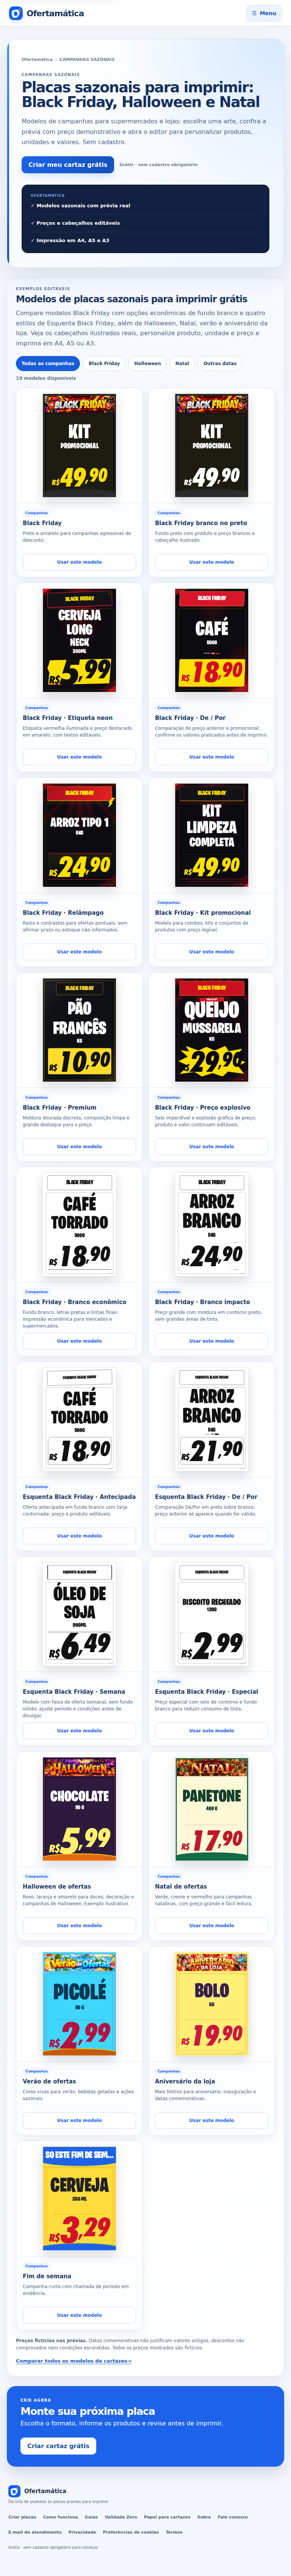 Ofertamática
☰ Menu
Ofertamática › CAMPANHAS SAZONAIS
CAMPANHAS SAZONAIS
Placas sazonais para imprimir:
Black Friday, Halloween e Natal
Modelos de campanhas para supermercados e lojas: escolha uma arte, confira a
prévia com preço demonstrativo e abra o editor para personalizar produtos,
unidades e valores. Sem cadastro.
Criar meu cartaz grátis
Grátis · sem cadastro obrigatório
OFERTAMÁTICA
✓ Modelos sazonais com prévia real
✓ Preços e cabeçalhos editáveis
✓ Impressão em A4, A5 e A3
EXEMPLOS EDITÁVEIS
Modelos de placas sazonais para imprimir grátis
Compare modelos Black Friday com opções econômicas de fundo branco e quatro
estilos de Esquenta Black Friday, além de Halloween, Natal, verão e aniversário da
loja. Veja os cabeçalhos ilustrados reais, personalize produto, unidade e preço e
imprima em A4, A5 ou A3.
Todas as campanhas
Black Friday
Halloween
Natal
Outras datas
19 modelos disponíveis
BLACK FRIDAY
KIT
PROMOCIONAL
R$49,90
Campanhas
Black Friday
Preto e amarelo para campanhas agressivas de
desconto.
Usar este modelo
BLACK FRIDAY
KIT
PROMOCIONAL
R$49,90
Campanhas
Black Friday branco no preto
Fundo preto com produto e preço brancos e
cabeçalho ilustrado.
Usar este modelo
BLACK FRIDAY
CERVEJA
LONG
NECK
300ML
R$5,99
Campanhas
Black Friday · Etiqueta neon
Etiqueta vermelha iluminada e preço destacado
em amarelo, com textos editáveis.
Usar este modelo
BLACK FRIDAY
CAFÉ
500G
R$18,90
Campanhas
Black Friday · De / Por
Comparação de preço anterior e promocional;
confirme os valores praticados antes de imprimir.
Usar este modelo
BLACK FRIDAY
ARROZ TIPO 1
5KG
R$24,90
Campanhas
Black Friday · Relâmpago
Raios e contrastes para ofertas pontuais, sem
afirmar prazo ou estoque não informados.
Usar este modelo
BLACK FRIDAY
KIT
LIMPEZA
COMPLETA
R$49,90
Campanhas
Black Friday · Kit promocional
Modelo para combos, kits e conjuntos de
produtos com preço legível.
Usar este modelo
BLACK FRIDAY
PÃO
FRANCÊS
KG
R$10,90
Campanhas
Black Friday · Premium
Moldura dourada discreta, composição limpa e
grande destaque para o preço.
Usar este modelo
BLACK FRIDAY
QUEIJO
MUSSARELA
KG
R$29,90
Campanhas
Black Friday · Preço explosivo
Selo imperdível e explosão gráfica de preço;
produto e valor continuam editáveis.
Usar este modelo
BLACK FRIDAY
CAFÉ
TORRADO
500G
R$18,90
Campanhas
Black Friday · Branco econômico
Fundo branco, letras pretas e linhas finas:
impressão econômica para mercados e
supermercados.
Usar este modelo
BLACK FRIDAY
ARROZ
BRANCO
5KG
R$24,90
Campanhas
Black Friday · Branco impacto
Preço grande com moldura em contorno preto,
sem grandes áreas de tinta.
Usar este modelo
ESQUENTA BLACK FRIDAY
CAFÉ
TORRADO
500G
R$18,90
Campanhas
Esquenta Black Friday · Antecipada
Oferta antecipada em fundo branco com tarja
contornada; preço e produto editáveis.
Usar este modelo
ESQUENTA BLACK FRIDAY
ARROZ
BRANCO
5KG
R$21,90
Campanhas
Esquenta Black Friday · De / Por
Comparação De/Por em preto sobre branco;
preço anterior só aparece quando for válido.
Usar este modelo
ESQUENTA BLACK FRIDAY
ÓLEO DE
SOJA
900ML
R$6,49
Campanhas
Esquenta Black Friday · Semana
Modelo com faixa de oferta semanal, sem fundo
sólido; ajuste período e condições antes de
divulgar.
Usar este modelo
ESQUENTA BLACK FRIDAY
BISCOITO RECHEADO
120G
R$2,99
Campanhas
Esquenta Black Friday · Especial
Preço especial com selo de contorno e fundo
branco para reduzir consumo de tinta.
Usar este modelo
HALLOWEEN
CHOCOLATE
90 G
R$5,99
Campanhas
Halloween de ofertas
Roxo, laranja e amarelo para doces, decoração e
campanhas de Halloween. Exemplo ilustrativo.
Usar este modelo
NATAL
PANETONE
400 G
R$17,90
Campanhas
Natal de ofertas
Verde, creme e vermelho para campanhas
natalinas, com preço grande e fácil leitura.
Usar este modelo
Verão de Ofertas
PICOLÉ
R$2,99
Campanhas
Verão de ofertas
Cores vivas para verão, bebidas geladas e ações
sazonais.
Usar este modelo
ANIVERSÁRIO
DA LOJA
BOLO
KG
R$19,90
Campanhas
Aniversário da loja
Mais festivo para aniversário, inauguração e
datas comemorativas.
Usar este modelo
SÓ ESTE FIM DE SEM...
CERVEJA
350 ML
R$3,29
Campanhas
Fim de semana
Campanha curta com chamada de período em
evidência.
Usar este modelo
Preços fictícios nas prévias. Datas comemorativas não justificam valores antigos, descontos não
comprovados nem condições escondidas. Todos os preços mostrados são fictícios.
Comparar todos os modelos de cartazes→
CRIE AGORA
Monte sua próxima placa
Escolha o formato, informe os produtos e revise antes de imprimir.
Criar cartaz grátis
Ofertamática
Da lista de produtos às placas prontas para imprimir.
Criar placas Como funciona Guias Validade Zero Papel para cartazes Sobre Fale conosco
E-mail de atendimento Privacidade Preferências de cookies Termos
Grátis · sem cadastro obrigatório para começar